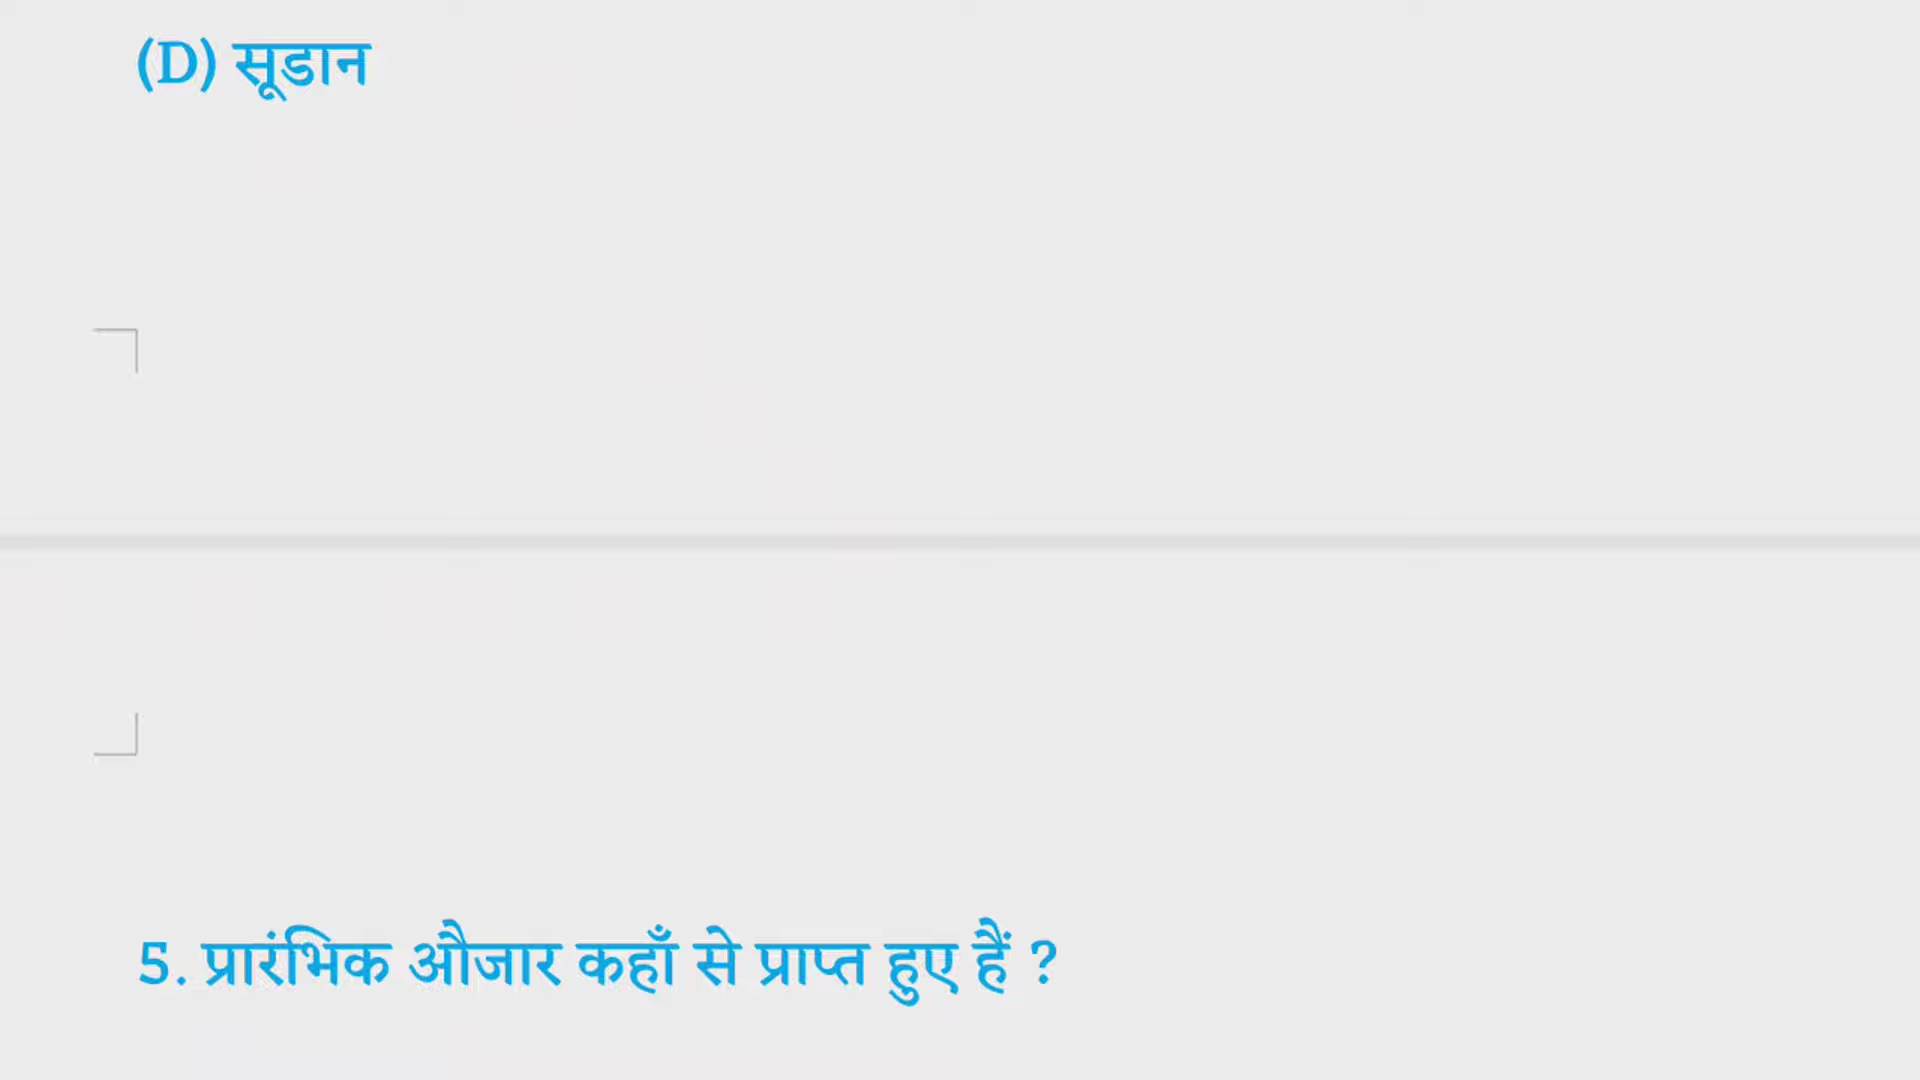 (D) सूडान
5. प्रारंभिक औजार कहाँ से प्राप्त हुए हैं ?